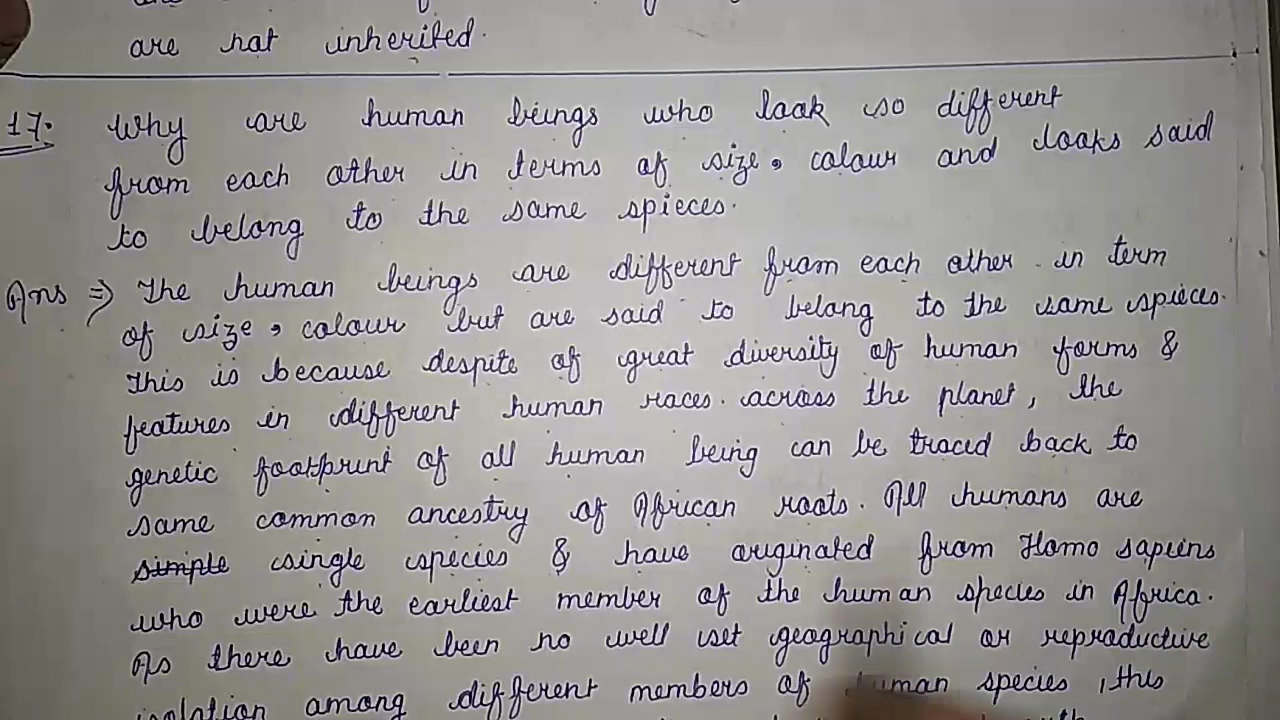 are not inherited.
17. Why are human beings who look so different
from each other in terms of size, colour and looks said
to belong to the same spieces.
Ans ⇒ The human beings are different from each other in term
of size, colour but are said to belong to the same spieces.
This is because despite of great diversity of human forms &
features in different human races across the planet, the
genetic footprint of all human being can be traced back to
same common ancestry of African roots. All humans are
simple single species & have originated from Homo sapiens
who were the earliest member of the human species in Africa.
As there have been no well set geographical or reproductive
isolation among different members of human species, this